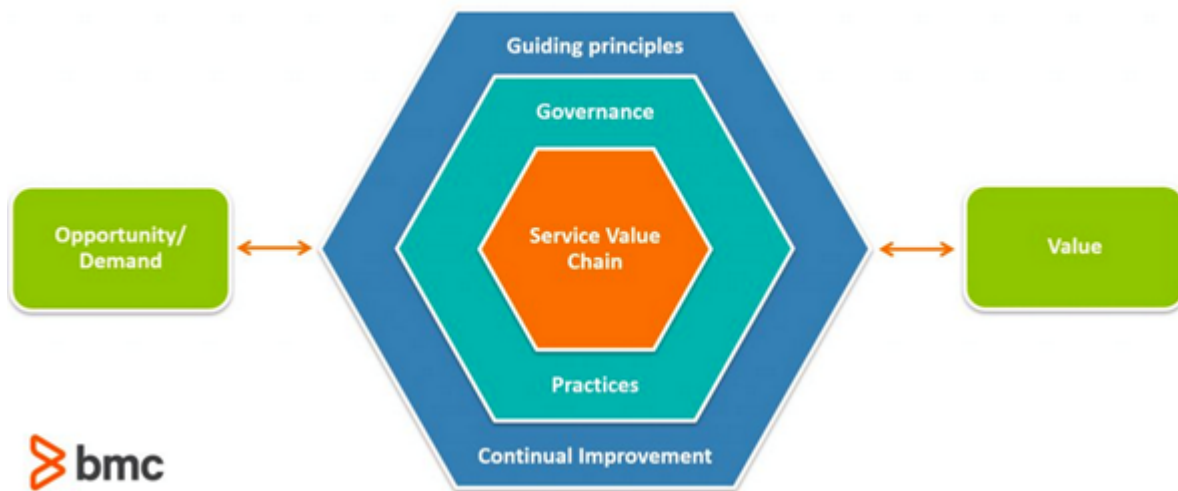 Guiding principles
Governance
Opportunity/
Demand
Service Value
Chain
Value
Practices
Continual Improvement
bmc